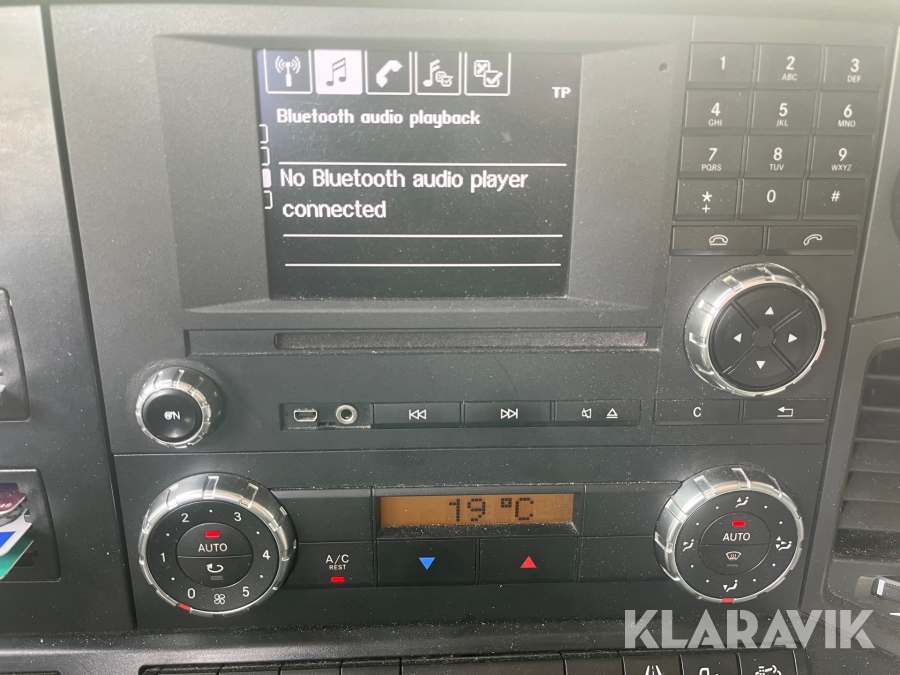 TP
Bluetooth audio playback
No Bluetooth audio player
connected
1 2 ABC 3 DEF
4 GHI 5 JKL 6 MNO
7 PQRS 8 TUV 9 WXYZ
* + 0 #
ON
C
2 3
1 AUTO 4
0 5
A/C
REST
19 °C
AUTO
KLARAVIK